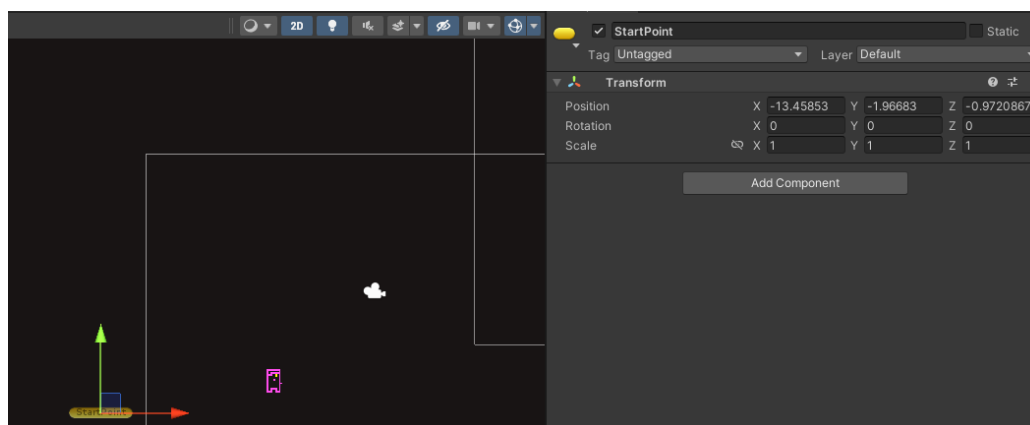 2D
StartPoint
Static
Tag Untagged
Layer Default
Transform
Position X -13.45853 Y -1.96683 Z -0.9720867
Rotation X 0 Y 0 Z 0
Scale X 1 Y 1 Z 1
Add Component
StartPoint